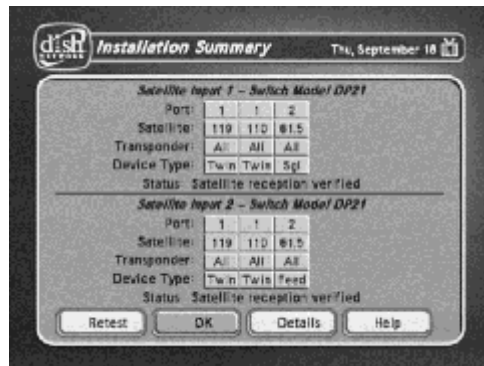 dish NETWORK
Installation Summary
Thu, September 18
Satellite Input 1 - Switch Model DP21
Port: 1 1 2
Satellite: 119 110 61.5
Transponder: All All All
Device Type: Twin Twin Sgl
Status: Satellite reception verified
Satellite Input 2 - Switch Model DP21
Port: 1 1 2
Satellite: 119 110 61.5
Transponder: All All All
Device Type: Twin Twin Feed
Status: Satellite reception verified
Retest OK Details Help